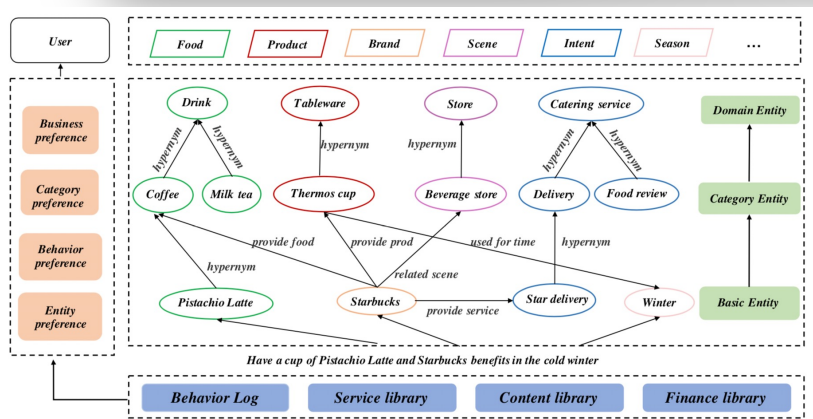 User
Food Product Brand Scene Intent Season ...
Business
preference
Category
preference
Behavior
preference
Entity
preference
Drink Tableware Store Catering service Domain Entity
hypernym hypernym hypernym hypernym hypernym hypernym
Coffee Milk tea Thermos cup Beverage store Delivery Food review Category Entity
provide food provide prod used for time hypernym
hypernym related scene
Pistachio Latte Starbucks provide service Star delivery Winter Basic Entity
Have a cup of Pistachio Latte and Starbucks benefits in the cold winter
Behavior Log Service library Content library Finance library